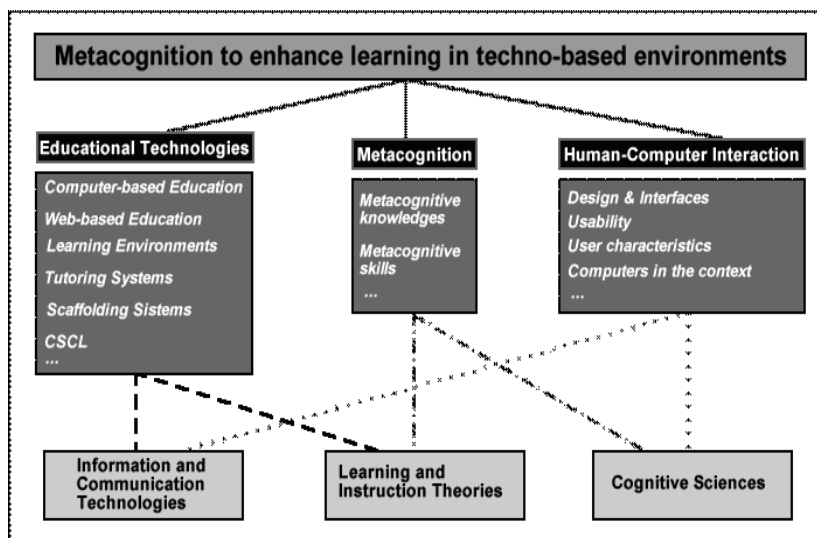 Metacognition to enhance learning in techno-based environments
Educational Technologies
Computer-based Education
Web-based Education
Learning Environments
Tutoring Systems
Scaffolding Sistems
CSCL
...
Metacognition
Metacognitive
knowledges
Metacognitive
skills
...
Human-Computer Interaction
Design & Interfaces
Usability
User characteristics
Computers in the context
...
Information and
Communication
Technologies
Learning and
Instruction Theories
Cognitive Sciences